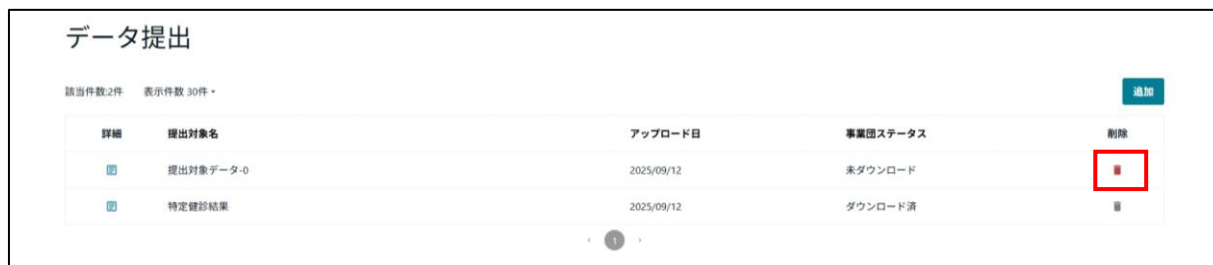 データ提出
該当件数:2件 表示件数 30件
追加
詳細 提出対象名 アップロード日 事業団ステータス 削除
提出対象データ-0 2025/09/12 未ダウンロード
特定健診結果 2025/09/12 ダウンロード済
‹ 1 ›